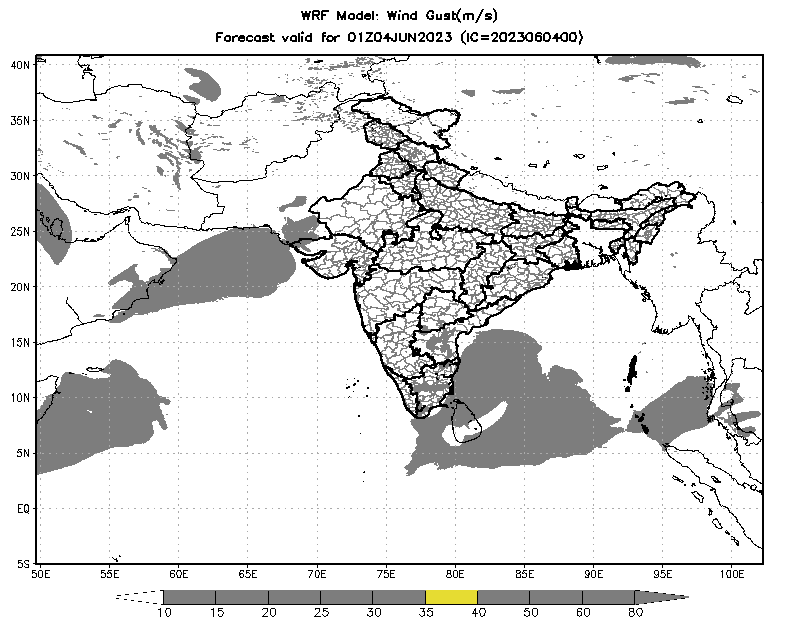 WRF Model: Wind Gust(m/s)
Forecast valid for 01Z04JUN2023 (IC=2023060400)
40N
35N
30N
25N
20N
15N
10N
5N
EQ
5S
50E 55E 60E 65E 70E 75E 80E 85E 90E 95E 100E
10 15 20 25 30 35 40 50 60 80